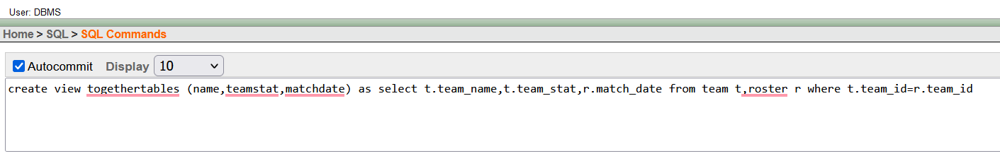 User: DBMS
Home > SQL > SQL Commands
Autocommit Display 10
create view togethertables (name,teamstat,matchdate) as select t.team_name,t.team_stat,r.match_date from team t,roster r where t.team_id=r.team_id